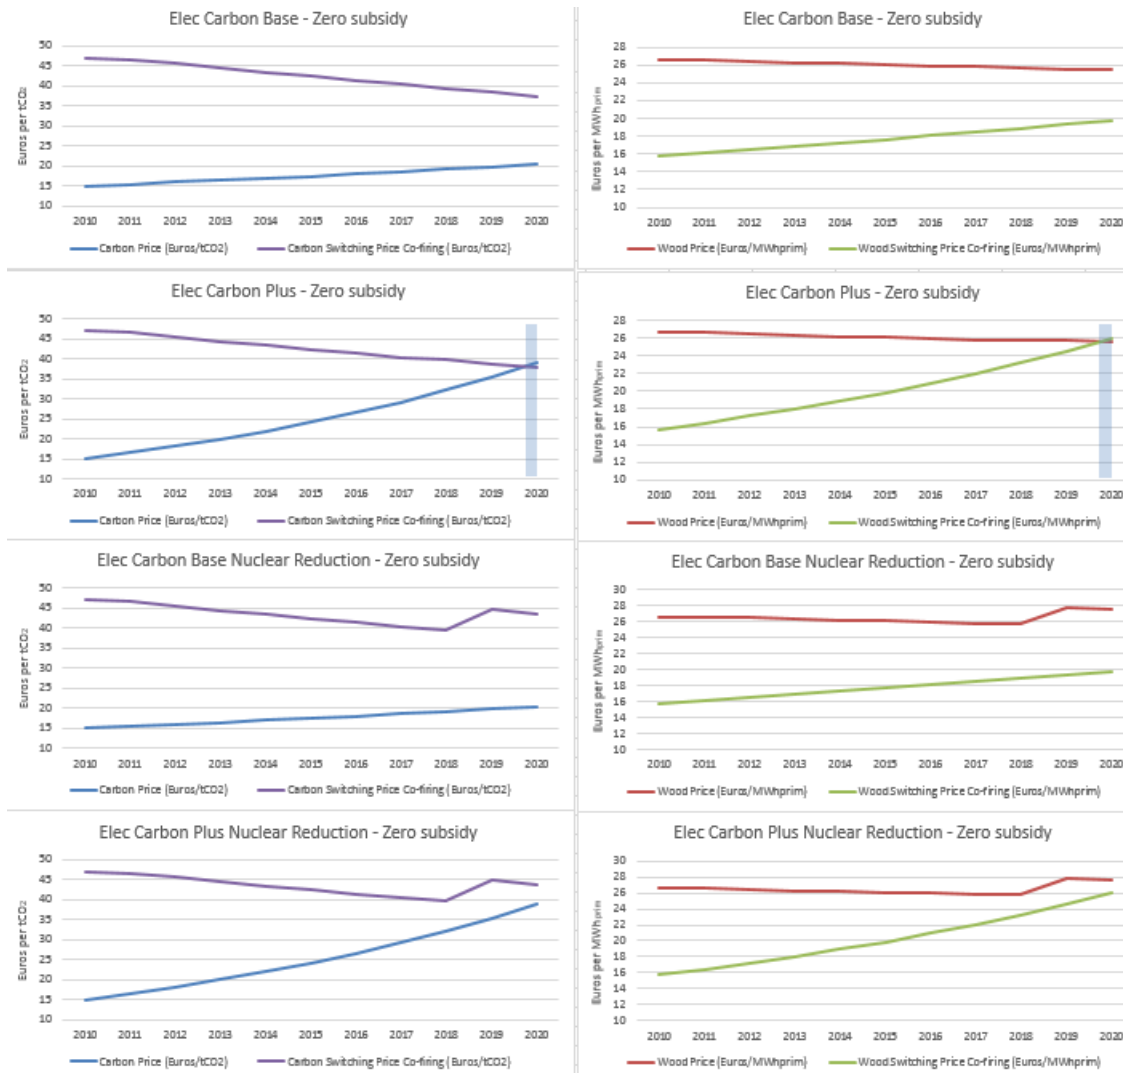 Elec Carbon Base - Zero subsidy
Euros per tCO2
50
45
40
35
30
25
20
15
10
2010 2011 2012 2013 2014 2015 2016 2017 2018 2019 2020
Carbon Price (Euros/tCO2) Carbon Switching Price Co-firing (Euros/tCO2)
Elec Carbon Base - Zero subsidy
Euros per MWhprim
28
26
24
22
20
18
16
14
12
10
2010 2011 2012 2013 2014 2015 2016 2017 2018 2019 2020
Wood Price (Euros/MWhprim) Wood Switching Price Co-firing (Euros/MWhprim)
Elec Carbon Plus - Zero subsidy
Euros per tCO2
50
45
40
35
30
25
20
15
10
2010 2011 2012 2013 2014 2015 2016 2017 2018 2019 2020
Carbon Price (Euros/tCO2) Carbon Switching Price Co-firing (Euros/tCO2)
Elec Carbon Plus - Zero subsidy
Euros per MWhprim
28
26
24
22
20
18
16
14
12
10
2010 2011 2012 2013 2014 2015 2016 2017 2018 2019 2020
Wood Price (Euros/MWhprim) Wood Switching Price Co-firing (Euros/MWhprim)
Elec Carbon Base Nuclear Reduction - Zero subsidy
Euros per tCO2
50
45
40
35
30
25
20
15
10
2010 2011 2012 2013 2014 2015 2016 2017 2018 2019 2020
Carbon Price (Euros/tCO2) Carbon Switching Price Co-firing (Euros/tCO2)
Elec Carbon Base Nuclear Reduction - Zero subsidy
Euros per MWhprim
30
28
26
24
22
20
18
16
14
12
10
2010 2011 2012 2013 2014 2015 2016 2017 2018 2019 2020
Wood Price (Euros/MWhprim) Wood Switching Price Co-firing (Euros/MWhprim)
Elec Carbon Plus Nuclear Reduction - Zero subsidy
Euros per tCO2
50
45
40
35
30
25
20
15
10
2010 2011 2012 2013 2014 2015 2016 2017 2018 2019 2020
Carbon Price (Euros/tCO2) Carbon Switching Price Co-firing (Euros/tCO2)
Elec Carbon Plus Nuclear Reduction - Zero subsidy
Euros per MWhprim
30
28
26
24
22
20
18
16
14
12
10
2010 2011 2012 2013 2014 2015 2016 2017 2018 2019 2020
Wood Price (Euros/MWhprim) Wood Switching Price Co-firing (Euros/MWhprim)